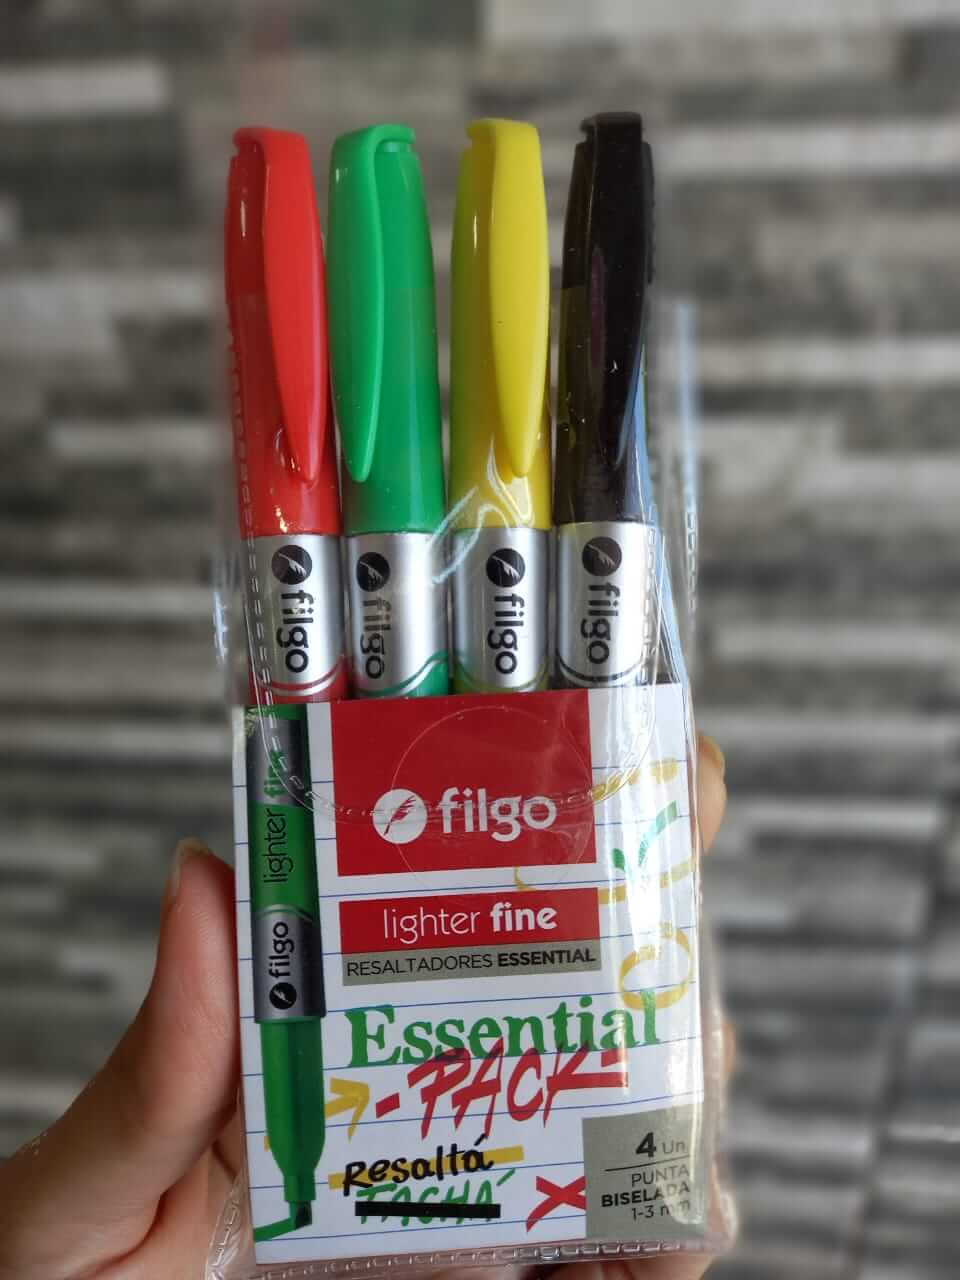 filgo
filgo
filgo
filgo
lighter fine
filgo
filgo
lighter fine
RESALTADORES ESSENTIAL
Essential
-PACK-
Resaltá
TACHÁ
4 Un
PUNTA
BISELADA
1-3 mm